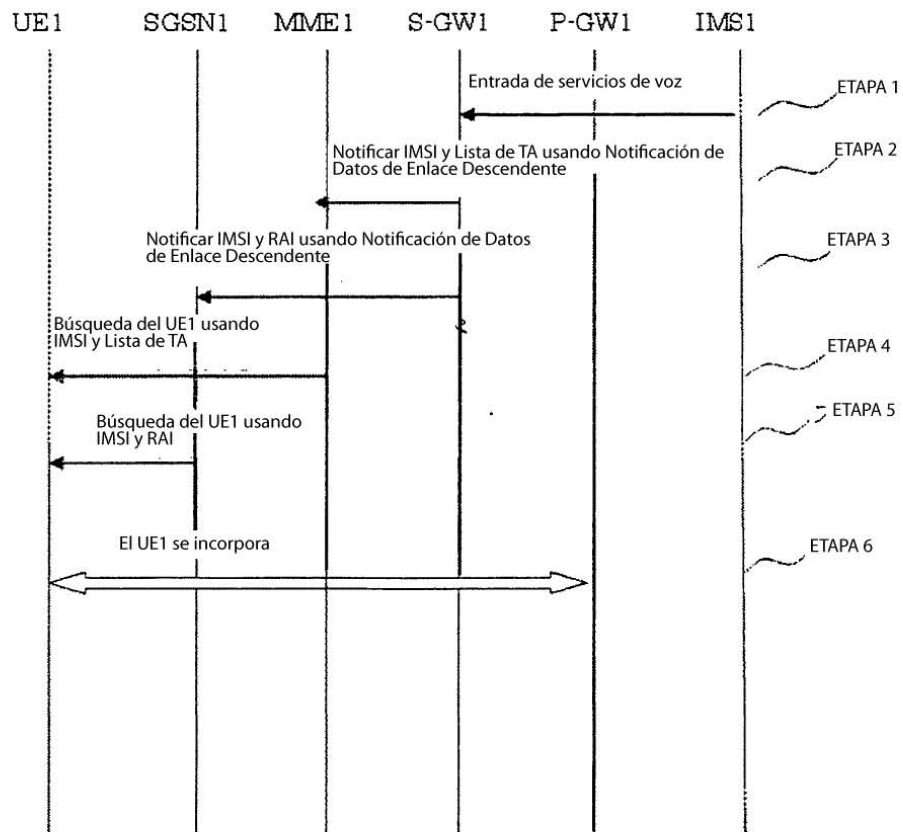 UE1 SGSN1 MME1 S-GW1 P-GW1 IMS1
Entrada de servicios de voz
ETAPA 1
Notificar IMSI y Lista de TA usando Notificación de
Datos de Enlace Descendente
ETAPA 2
Notificar IMSI y RAI usando Notificación de Datos
de Enlace Descendente
ETAPA 3
Búsqueda del UE1 usando
IMSI y Lista de TA
ETAPA 4
Búsqueda del UE1 usando
IMSI y RAI
ETAPA 5
El UE1 se incorpora
ETAPA 6